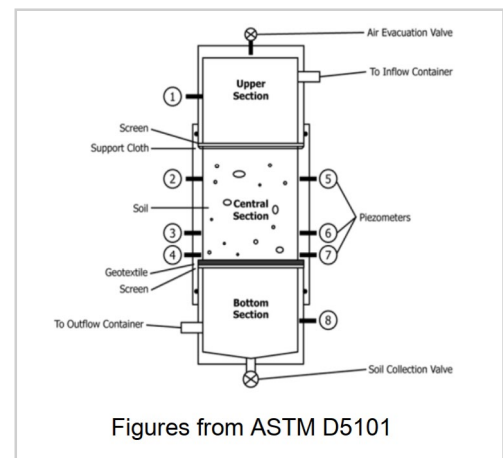 Air Evacuation Valve
To Inflow Container
Upper
Section
1
Screen
Support Cloth
2
5
Soil
Central
Section
Piezometers
3
6
4
7
Geotextile
Screen
Bottom
Section
To Outflow Container
8
Soil Collection Valve
Figures from ASTM D5101